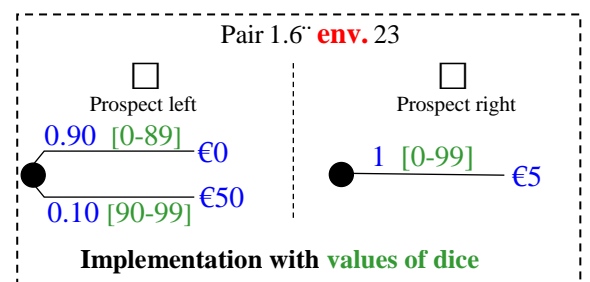 Pair 1.6¨ env. 23
Prospect left
Prospect right
0.90 [0-89]
€0
0.10 [90-99]
€50
1 [0-99]
€5
Implementation with values of dice